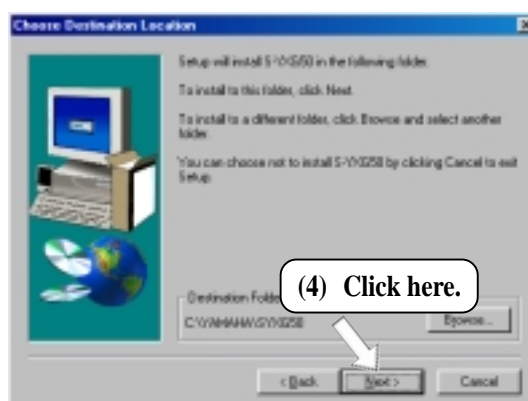 Choose Destination Location
Setup will install S-YXG50 in the following folder.
To install to this folder, click Next.
To install to a different folder, click Browse and select another
folder.
You can choose not to install S-YXG50 by clicking Cancel to exit
Setup.
(4) Click here.
Destination Folder
C:\YAMAHA\SYXG50
Browse...
< Back
Next >
Cancel